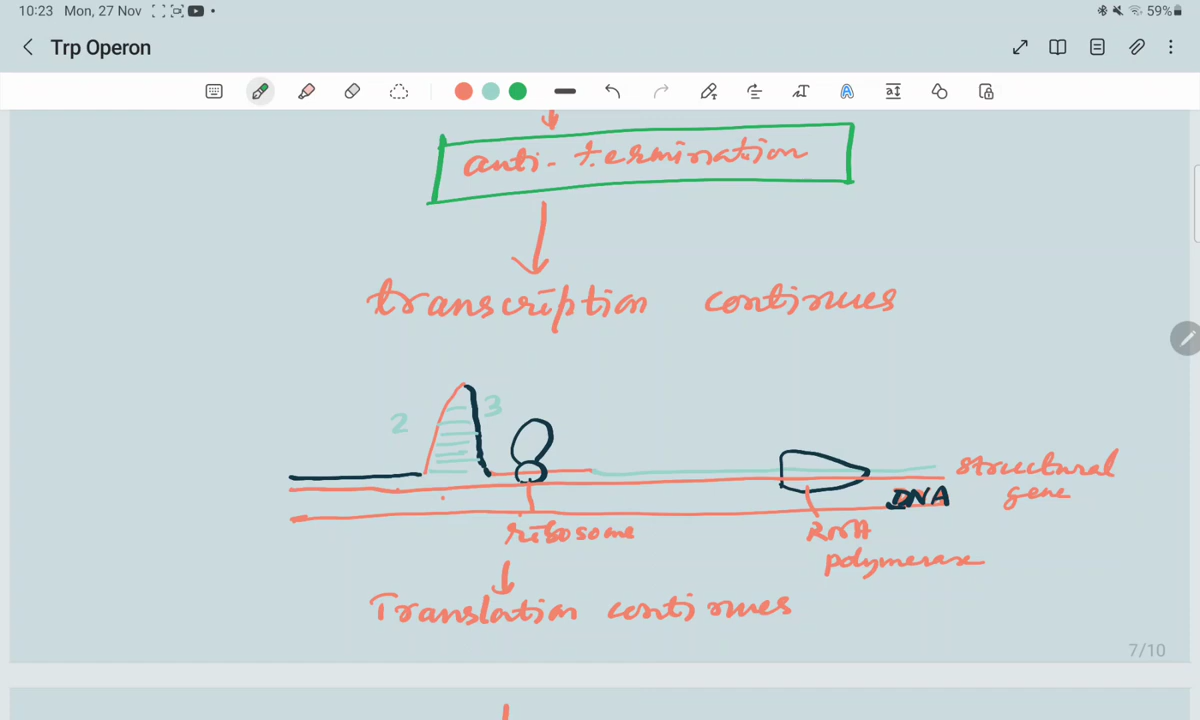 10:23 Mon, 27 Nov
59%
Trp Operon
anti-termination
transcription continues
2
3
structural
gene
DNA
ribosome
RNA
polymerase
Translation continues
7/10